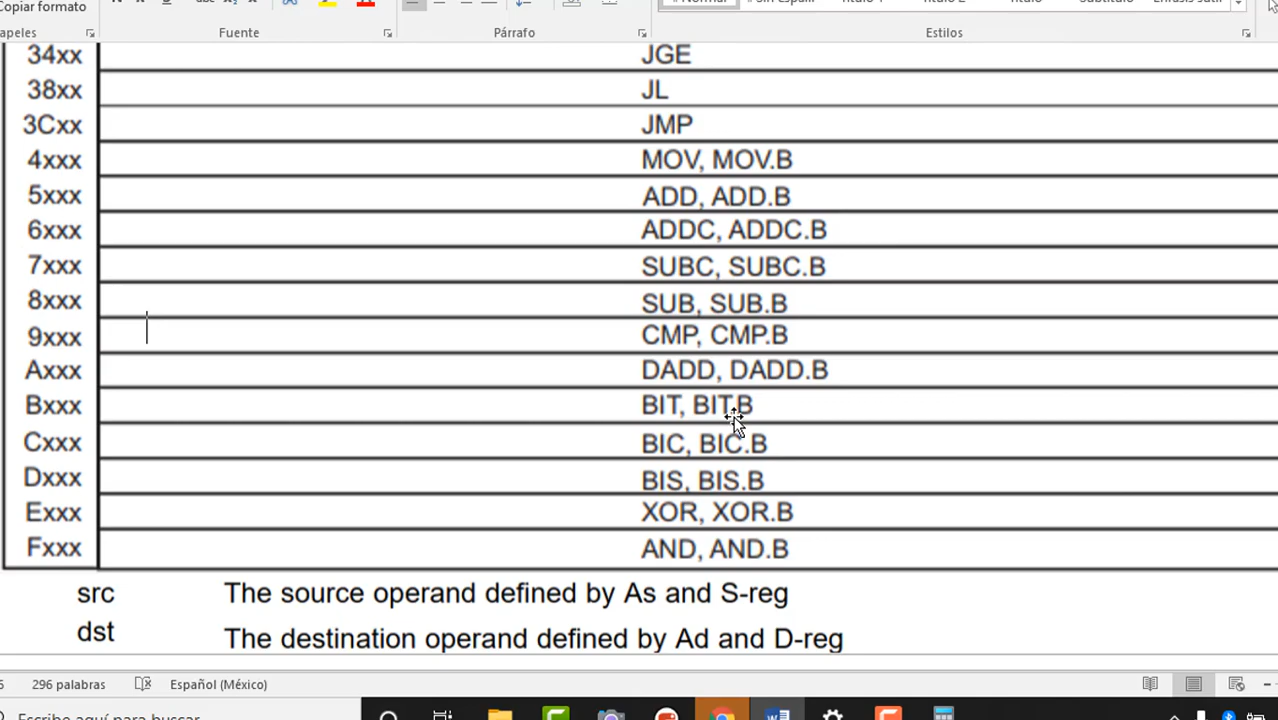 Copiar formato
Fuente
Párrafo
Estilos
34xx JGE
38xx JL
3Cxx JMP
4xxx MOV, MOV.B
5xxx ADD, ADD.B
6xxx ADDC, ADDC.B
7xxx SUBC, SUBC.B
8xxx SUB, SUB.B
9xxx CMP, CMP.B
Axxx DADD, DADD.B
Bxxx BIT, BIT.B
Cxxx BIC, BIC.B
Dxxx BIS, BIS.B
Exxx XOR, XOR.B
Fxxx AND, AND.B
src The source operand defined by As and S-reg
dst The destination operand defined by Ad and D-reg
296 palabras Español (México)
Escribe aquí para buscar